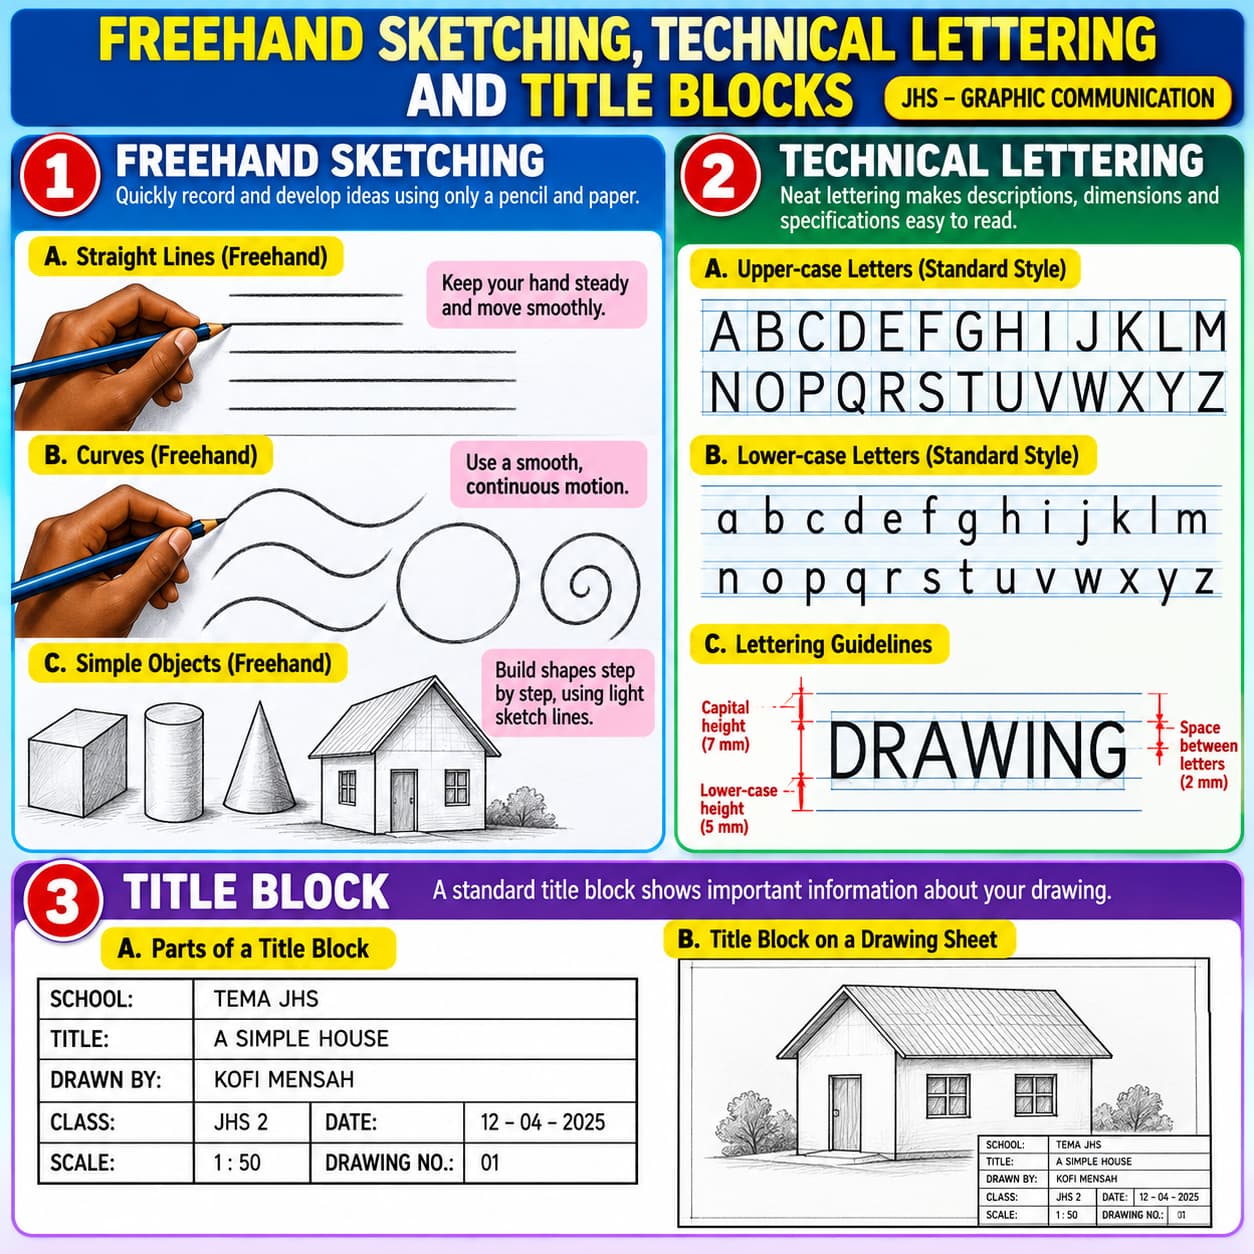 FREEHAND SKETCHING, TECHNICAL LETTERING
AND TITLE BLOCKS
JHS – GRAPHIC COMMUNICATION
1
FREEHAND SKETCHING
Quickly record and develop ideas using only a pencil and paper.
A. Straight Lines (Freehand)
Keep your hand steady
and move smoothly.
B. Curves (Freehand)
Use a smooth,
continuous motion.
C. Simple Objects (Freehand)
Build shapes step
by step, using light
sketch lines.
2
TECHNICAL LETTERING
Neat lettering makes descriptions, dimensions and
specifications easy to read.
A. Upper-case Letters (Standard Style)
A B C D E F G H I J K L M
N O P Q R S T U V W X Y Z
B. Lower-case Letters (Standard Style)
a b c d e f g h i j k l m
n o p q r s t u v w x y z
C. Lettering Guidelines
Capital
height
(7 mm)
Lower-case
height
(5 mm)
DRAWING
Space
between
letters
(2 mm)
3
TITLE BLOCK
A standard title block shows important information about your drawing.
A. Parts of a Title Block
SCHOOL: TEMA JHS
TITLE: A SIMPLE HOUSE
DRAWN BY: KOFI MENSAH
CLASS: JHS 2 DATE: 12 – 04 – 2025
SCALE: 1 : 50 DRAWING NO.: 01
B. Title Block on a Drawing Sheet
SCHOOL: TEMA JHS
TITLE: A SIMPLE HOUSE
DRAWN BY: KOFI MENSAH
CLASS: JHS 2 DATE: 12 – 04 – 2025
SCALE: 1 : 50 DRAWING NO.: 01